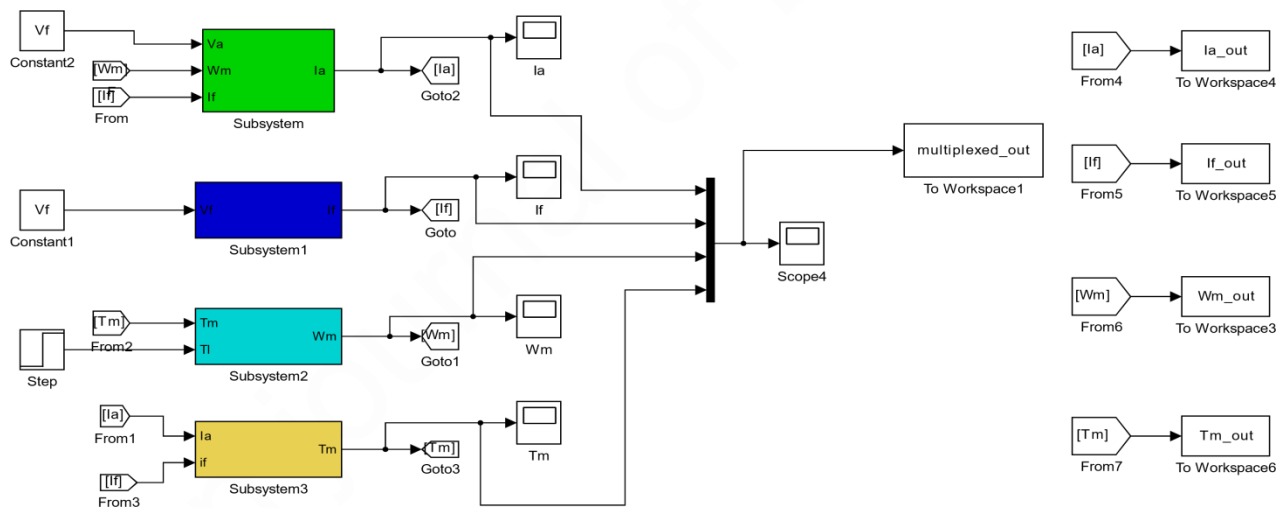 Vf
Constant2
[Wm]
[If]
From
Va
Wm
If
Ia
Subsystem
[Ia]
Goto2
Ia
Vf
Constant1
Vf
If
Subsystem1
[If]
Goto
If
[Tm]
From2
Step
Tm
Tl
Wm
Subsystem2
[Wm]
Goto1
Wm
[Ia]
From1
[If]
From3
Ia
if
Tm
Subsystem3
[Tm]
Goto3
Tm
Scope4
multiplexed_out
To Workspace1
[Ia]
From4
Ia_out
To Workspace4
[If]
From5
If_out
To Workspace5
[Wm]
From6
Wm_out
To Workspace3
[Tm]
From7
Tm_out
To Workspace6